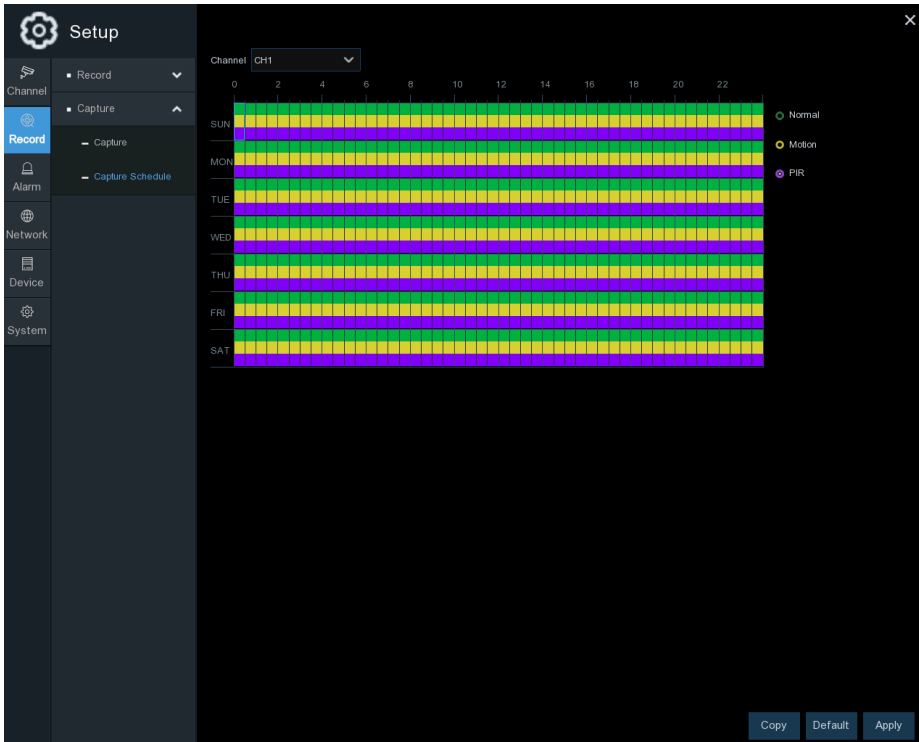 Setup
Channel
Record
Alarm
Network
Device
System
Record
Capture
Capture
Capture Schedule
Channel CH1
0 2 4 6 8 10 12 14 16 18 20 22
SUN
MON
TUE
WED
THU
FRI
SAT
Normal
Motion
PIR
Copy Default Apply